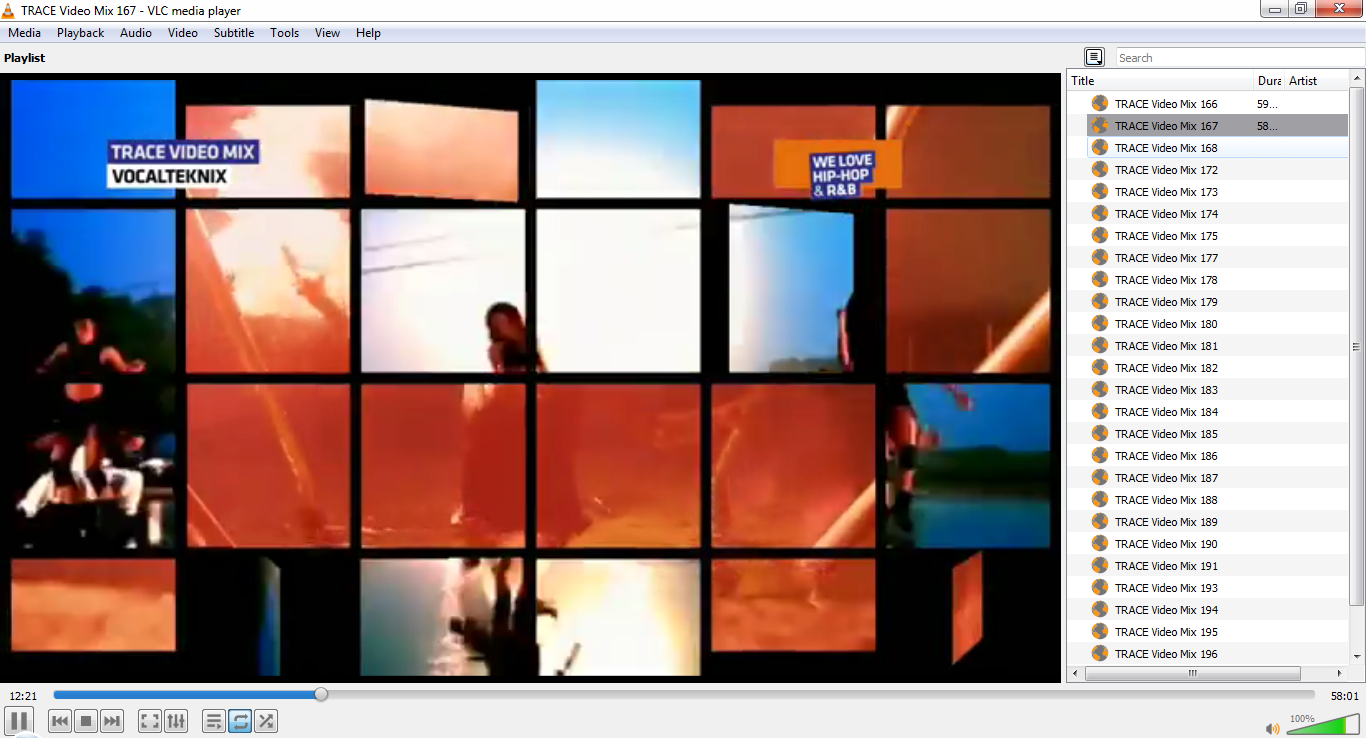 TRACE Video Mix 167 - VLC media player
Media Playback Audio Video Subtitle Tools View Help
Playlist
Search
Title Dura Artist
TRACE VIDEO MIX
VOCALTEKNIX
WE LOVE
HIP-HOP
& R&B
TRACE Video Mix 166 59...
TRACE Video Mix 167 58...
TRACE Video Mix 168
TRACE Video Mix 172
TRACE Video Mix 173
TRACE Video Mix 174
TRACE Video Mix 175
TRACE Video Mix 177
TRACE Video Mix 178
TRACE Video Mix 179
TRACE Video Mix 180
TRACE Video Mix 181
TRACE Video Mix 182
TRACE Video Mix 183
TRACE Video Mix 184
TRACE Video Mix 185
TRACE Video Mix 186
TRACE Video Mix 187
TRACE Video Mix 188
TRACE Video Mix 189
TRACE Video Mix 190
TRACE Video Mix 191
TRACE Video Mix 193
TRACE Video Mix 194
TRACE Video Mix 195
TRACE Video Mix 196
12:21 58:01
100%